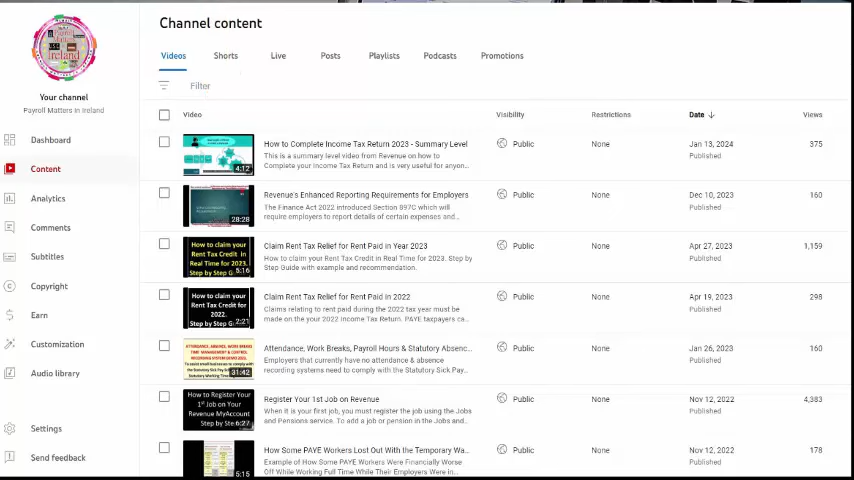 Channel content
Videos Shorts Live Posts Playlists Podcasts Promotions
Filter
Your channel
Payroll Matters in Ireland
Dashboard
Content
Analytics
Comments
Subtitles
Copyright
Earn
Customization
Audio library
Settings
Send feedback
Video Visibility Restrictions Date Views
How to Complete Income Tax Return 2023 - Summary Level
This is a summary level video from Revenue on how to
Complete your Income Tax Return and is very useful for anyon...
4:12
Public None Jan 13, 2024 375
Published
Revenue's Enhanced Reporting Requirements for Employers
The Finance Act 2022 introduced Section 897C which will
require employers to report details of certain expenses and...
28:28
Public None Dec 10, 2023 160
Published
How to claim your
Rent Tax Credit in
Real Time for 2023.
Step by Step G
5:16
Claim Rent Tax Relief for Rent Paid in Year 2023
How to claim your Rent Tax Credit in Real Time for 2023. Step by
Step Guide with example and recommendation.
Public None Apr 27, 2023 1,159
Published
How to claim your
Rent Tax Credit for
2022.
Step by Step G
2:21
Claim Rent Tax Relief for Rent Paid in 2022
Claims relating to rent paid during the 2022 tax year must be
made on the your 2022 Income Tax Return. PAYE taxpayers ca...
Public None Apr 19, 2023 298
Published
31:42
Attendance, Work Breaks, Payroll Hours & Statutory Absenc...
Employers that currently have no attendance & absence
recording systems need to comply with the Statutory Sick Pay...
Public None Jan 26, 2023 160
Published
How to Register Your
1st Job on Your
Revenue MyAccount
Step by Ste
6:27
Register Your 1st Job on Revenue
When it is your first job, you must register the job using the Jobs
and Pensions service. To add a job or pension in the Jobs and...
Public None Nov 12, 2022 4,383
Published
5:15
How Some PAYE Workers Lost Out With the Temporary Wa...
Example of How Some PAYE Workers Were Financially Worse
Off While Working Full Time While Their Employers Were in...
Public None Nov 12, 2022 178
Published